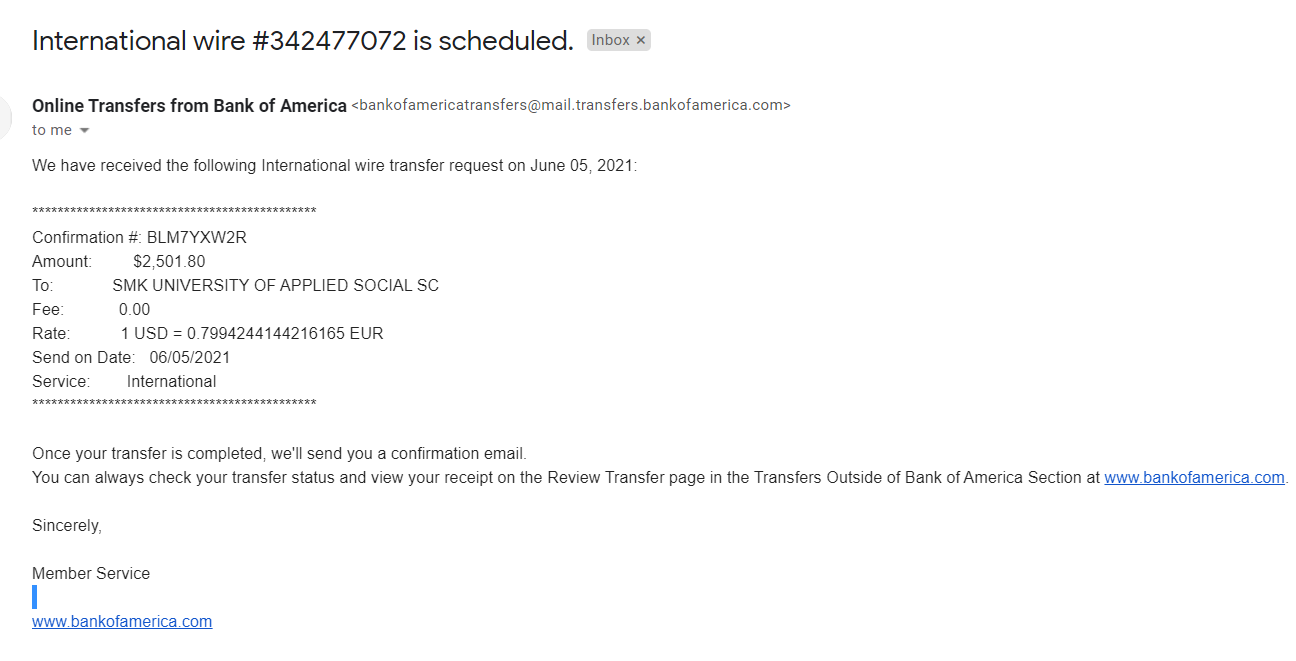 International wire #342477072 is scheduled. Inbox ×
Online Transfers from Bank of America <bankofamericatransfers@mail.transfers.bankofamerica.com>
to me
We have received the following International wire transfer request on June 05, 2021:
*********************************************
Confirmation #: BLM7YXW2R
Amount: $2,501.80
To: SMK UNIVERSITY OF APPLIED SOCIAL SC
Fee: 0.00
Rate: 1 USD = 0.7994244144216165 EUR
Send on Date: 06/05/2021
Service: International
*********************************************
Once your transfer is completed, we'll send you a confirmation email.
You can always check your transfer status and view your receipt on the Review Transfer page in the Transfers Outside of Bank of America Section at www.bankofamerica.com.
Sincerely,
Member Service
www.bankofamerica.com